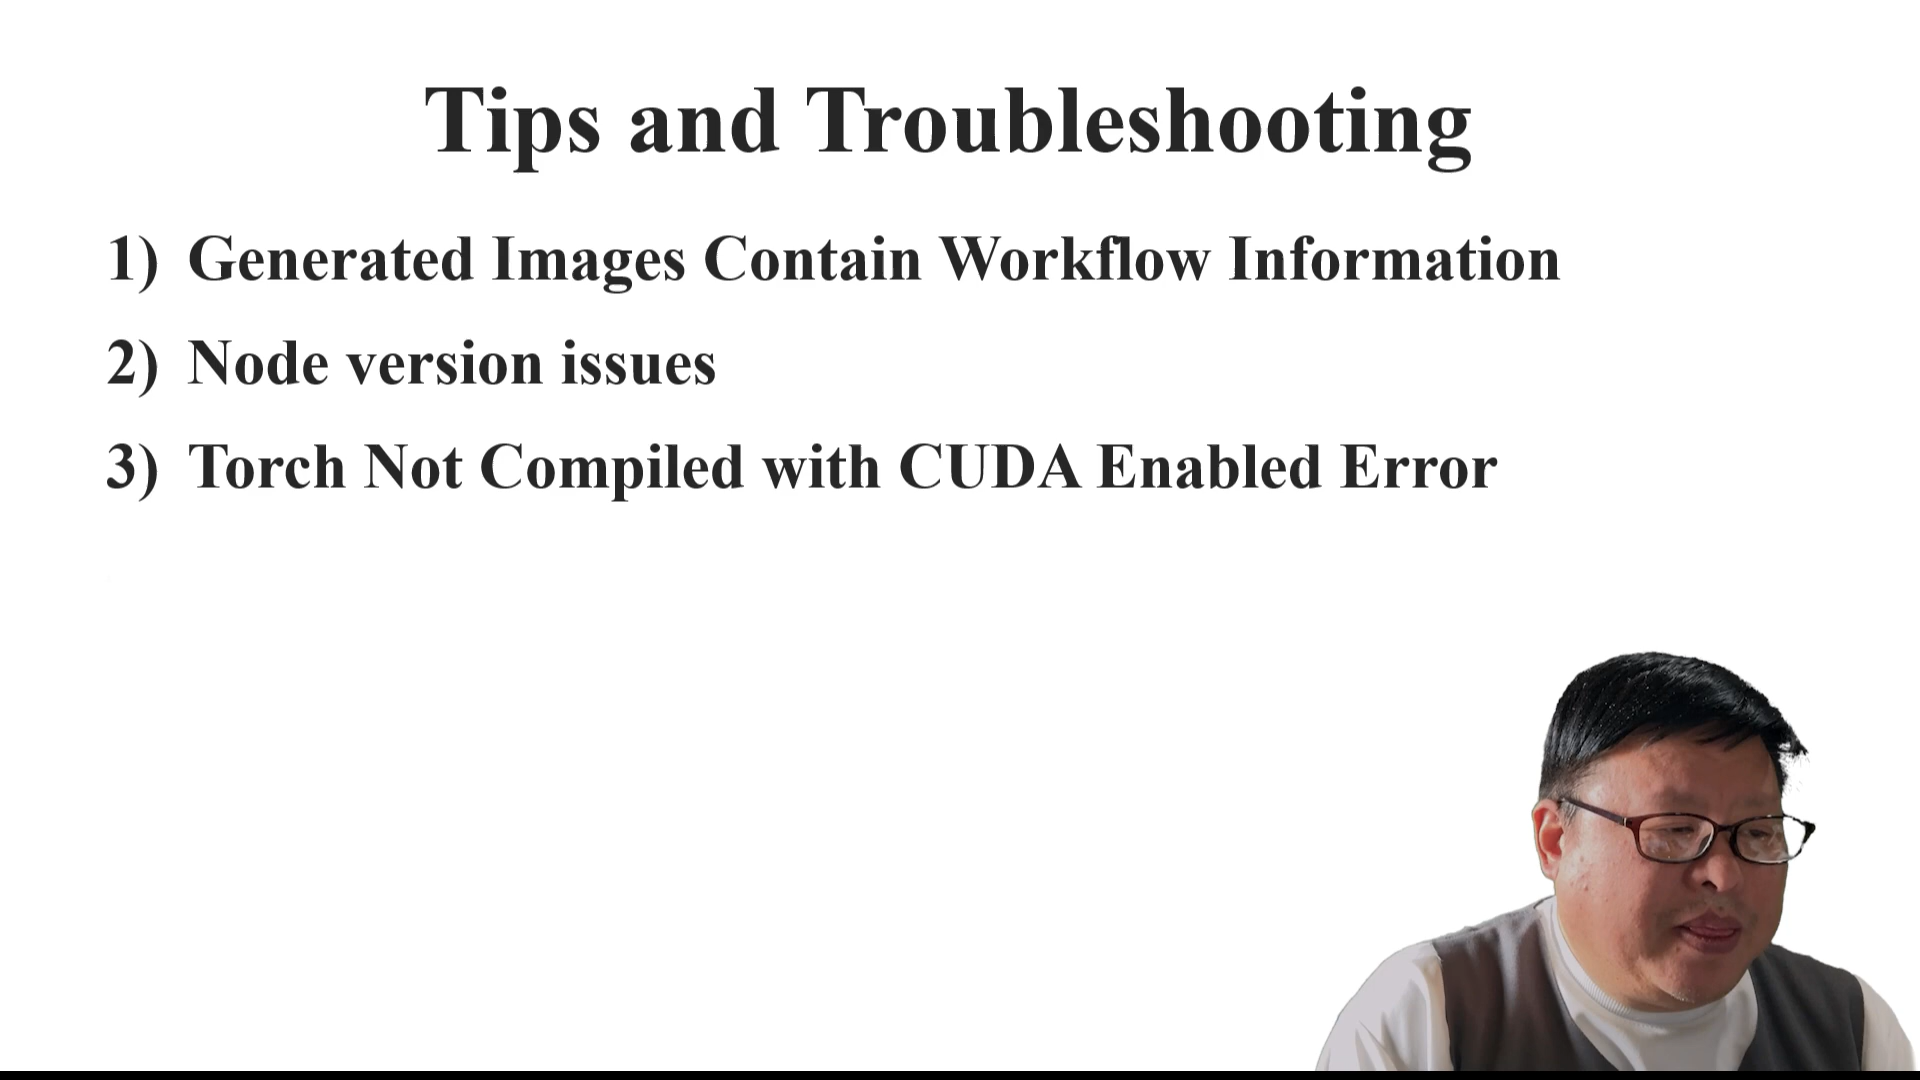 Tips and Troubleshooting
1) Generated Images Contain Workflow Information
2) Node version issues
3) Torch Not Compiled with CUDA Enabled Error